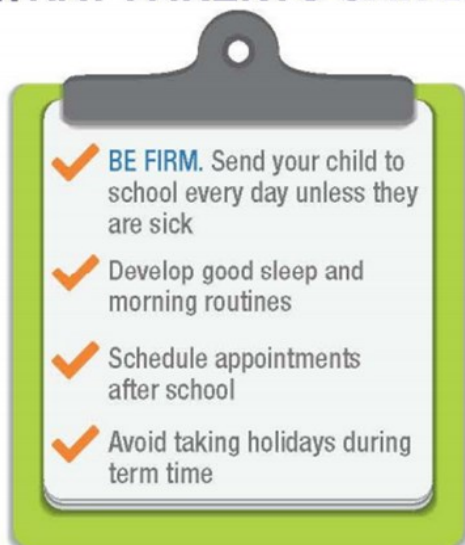 BE FIRM. Send your child to
school every day unless they
are sick
Develop good sleep and
morning routines
Schedule appointments
after school
Avoid taking holidays during
term time